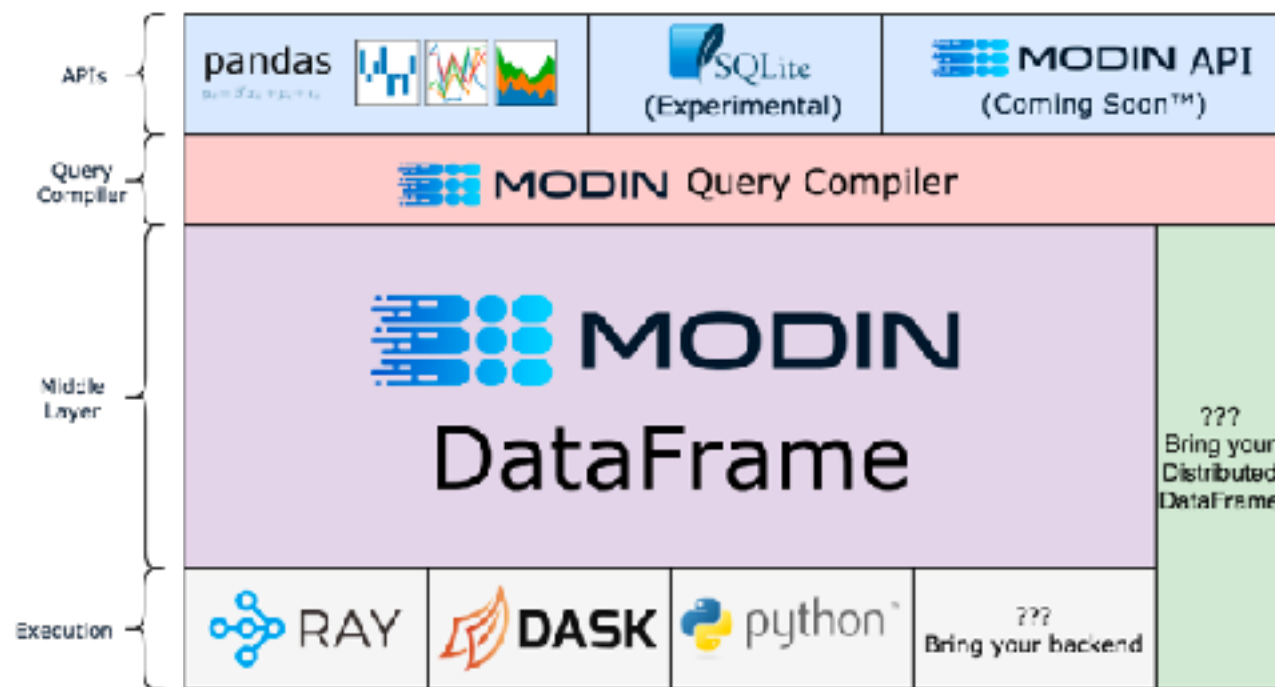 APIs
pandas
SQLite
(Experimental)
MODIN API
(Coming Soon™)
Query
Compiler
MODIN Query Compiler
Middle
Layer
MODIN
DataFrame
???
Bring your
Distributed
DataFrame
Execution
RAY
DASK
python™
???
Bring your backend